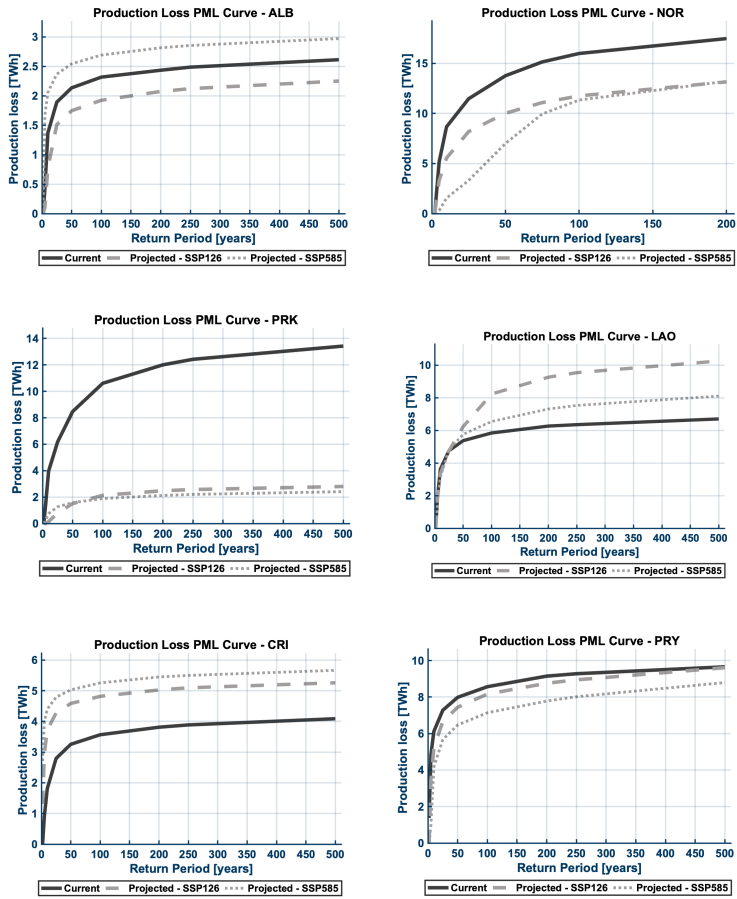 Production Loss PML Curve - ALB
Production loss [TWh]
3
2.5
2
1.5
1
0.5
0
0 50 100 150 200 250 300 350 400 450 500
Return Period [years]
Current Projected - SSP126 Projected - SSP585
Production Loss PML Curve - NOR
Production loss [TWh]
15
10
5
0
0 50 100 150 200
Return Period [years]
Current Projected - SSP126 Projected - SSP585
Production Loss PML Curve - PRK
Production loss [TWh]
14
12
10
8
6
4
2
0
0 50 100 150 200 250 300 350 400 450 500
Return Period [years]
Current Projected - SSP126 Projected - SSP585
Production Loss PML Curve - LAO
Production loss [TWh]
10
8
6
4
2
0
0 50 100 150 200 250 300 350 400 450 500
Return Period [years]
Current Projected - SSP126 Projected - SSP585
Production Loss PML Curve - CRI
Production loss [TWh]
6
5
4
3
2
1
0
0 50 100 150 200 250 300 350 400 450 500
Return Period [years]
Current Projected - SSP126 Projected - SSP585
Production Loss PML Curve - PRY
Production loss [TWh]
10
8
6
4
2
0
0 50 100 150 200 250 300 350 400 450 500
Return Period [years]
Current Projected - SSP126 Projected - SSP585